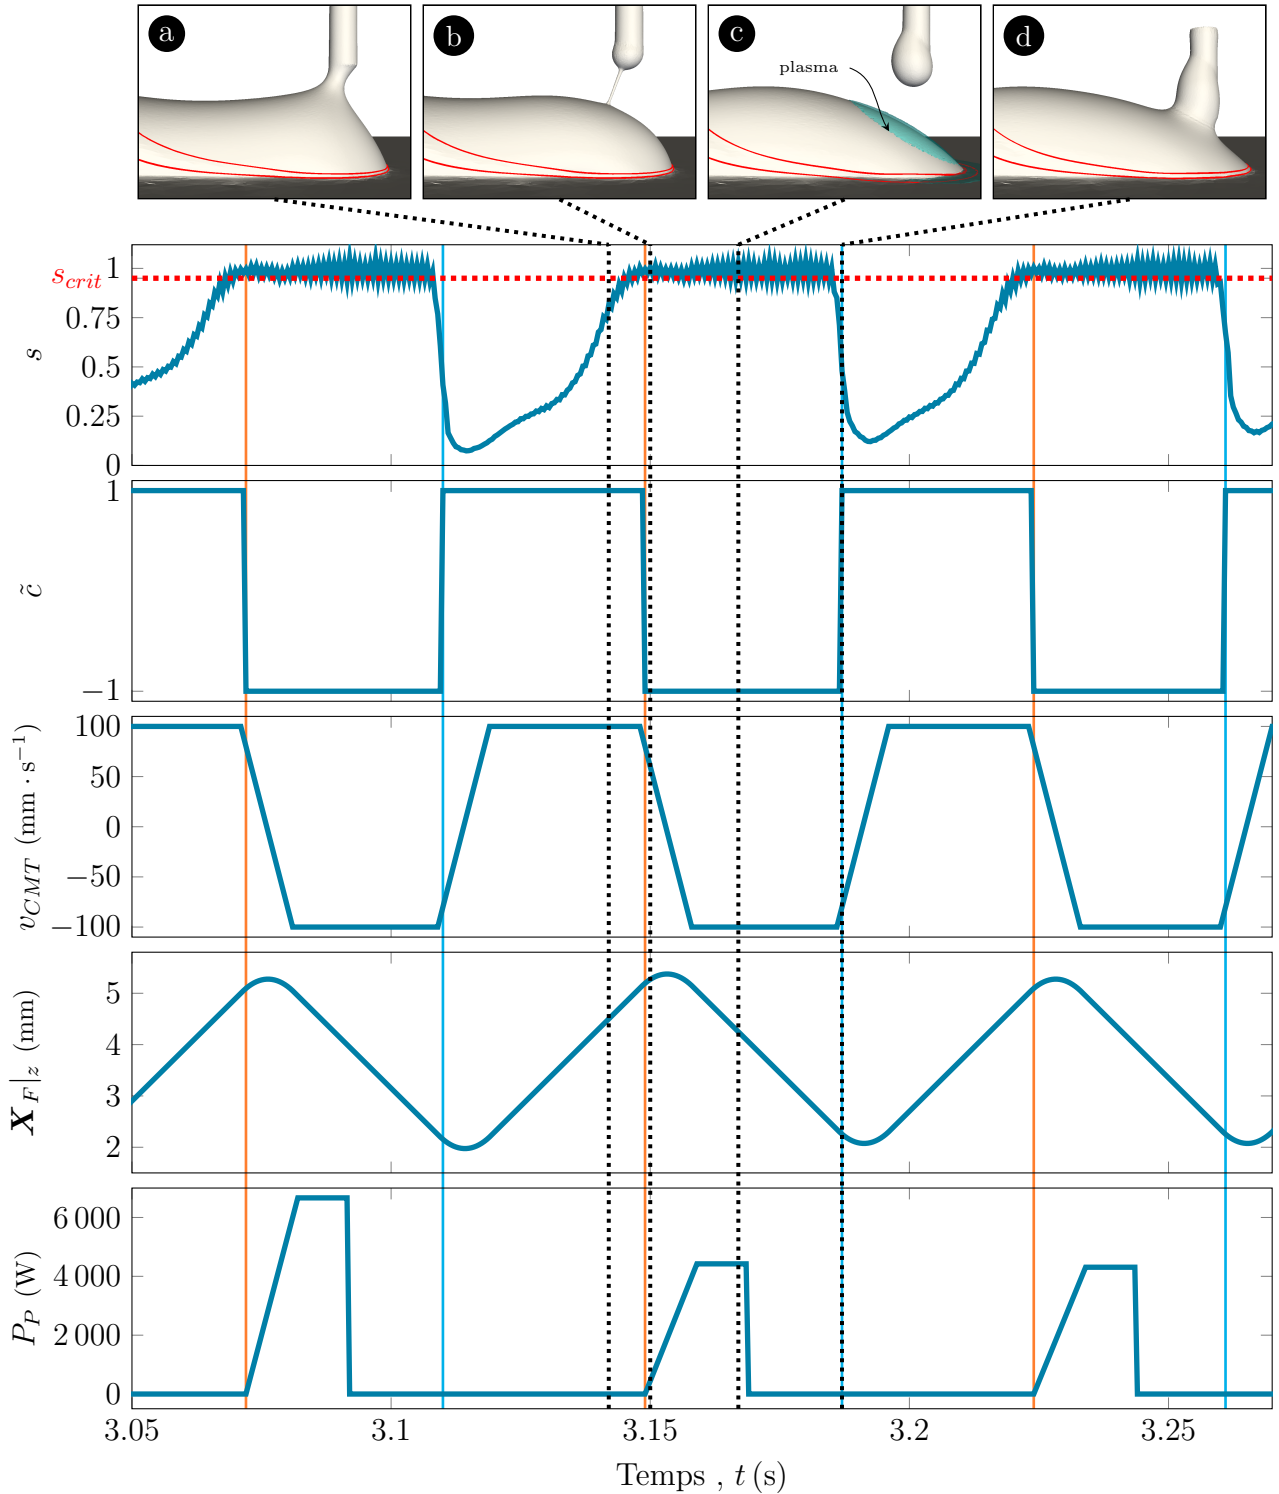 a
b
c
d
plasma
s_crit
1
0.75
0.5
0.25
0
s
1
−1
c̃
100
50
0
−50
−100
v_CMT (mm · s⁻¹)
5
4
3
2
X_F|_z (mm)
6 000
4 000
2 000
0
P_P (W)
3.05
3.1
3.15
3.2
3.25
Temps , t (s)